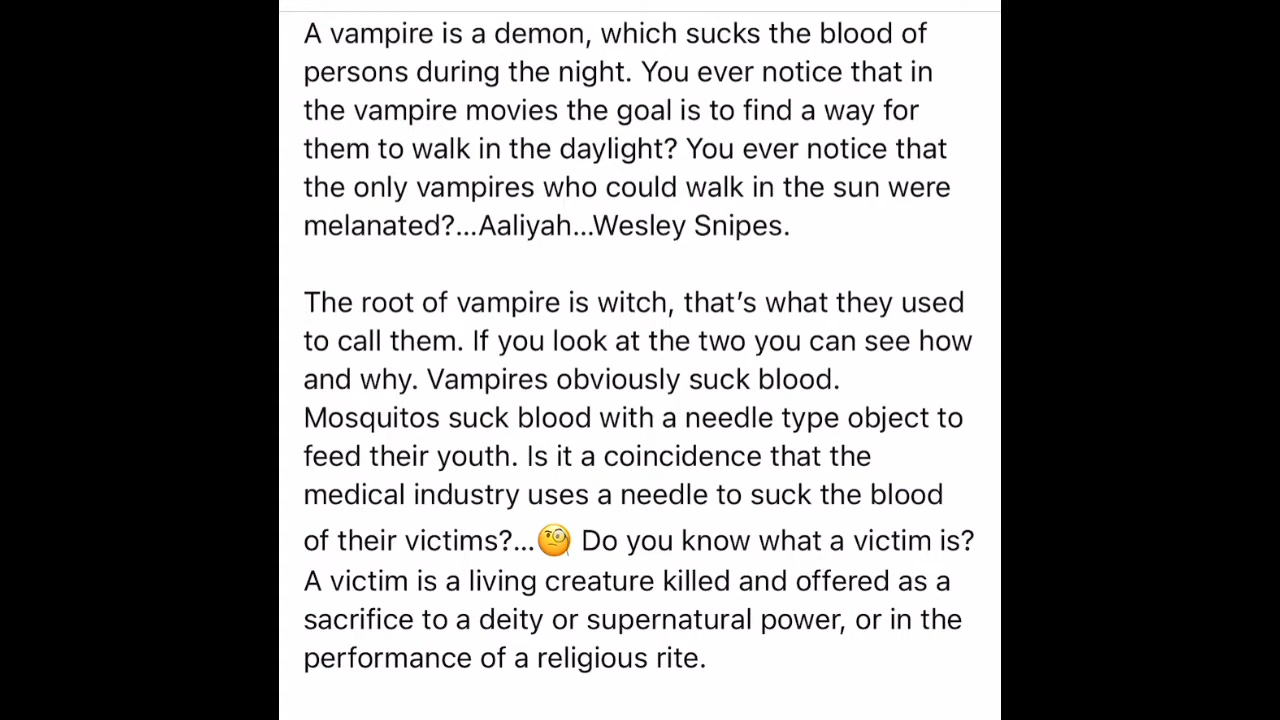 A vampire is a demon, which sucks the blood of
persons during the night. You ever notice that in
the vampire movies the goal is to find a way for
them to walk in the daylight? You ever notice that
the only vampires who could walk in the sun were
melanated?...Aaliyah...Wesley Snipes.

The root of vampire is witch, that’s what they used
to call them. If you look at the two you can see how
and why. Vampires obviously suck blood.
Mosquitos suck blood with a needle type object to
feed their youth. Is it a coincidence that the
medical industry uses a needle to suck the blood
of their victims?...🧐 Do you know what a victim is?
A victim is a living creature killed and offered as a
sacrifice to a deity or supernatural power, or in the
performance of a religious rite.